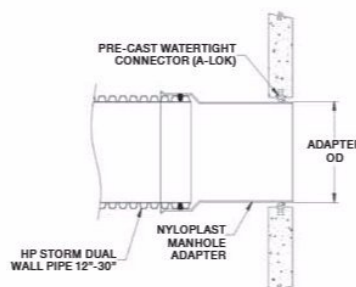 PRE-CAST WATERTIGHT
CONNECTOR (A-LOK)
ADAPTER
OD
NYLOPLAST
MANHOLE
ADAPTER
HP STORM DUAL
WALL PIPE 12"-30"